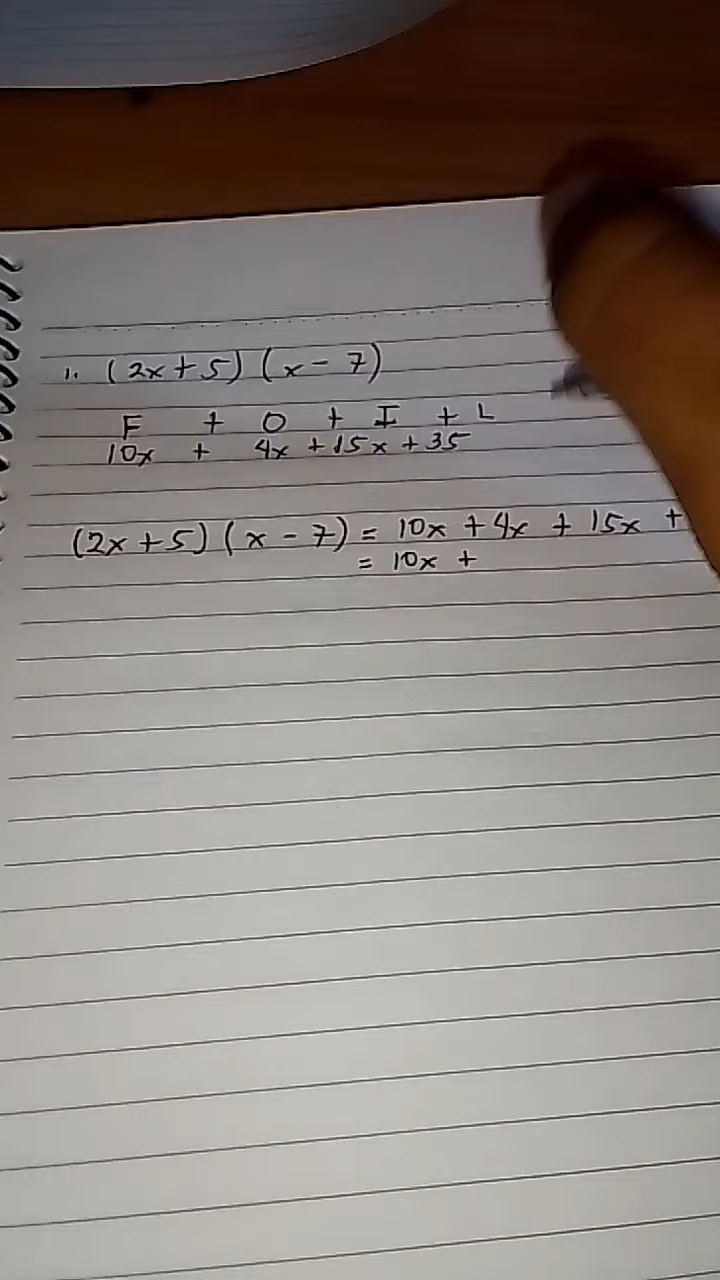 1. (2x+5)(x-7)
F + O + I + L
10x + 4x +15x +35
(2x+5)(x-7) = 10x +4x + 15x +
= 10x +